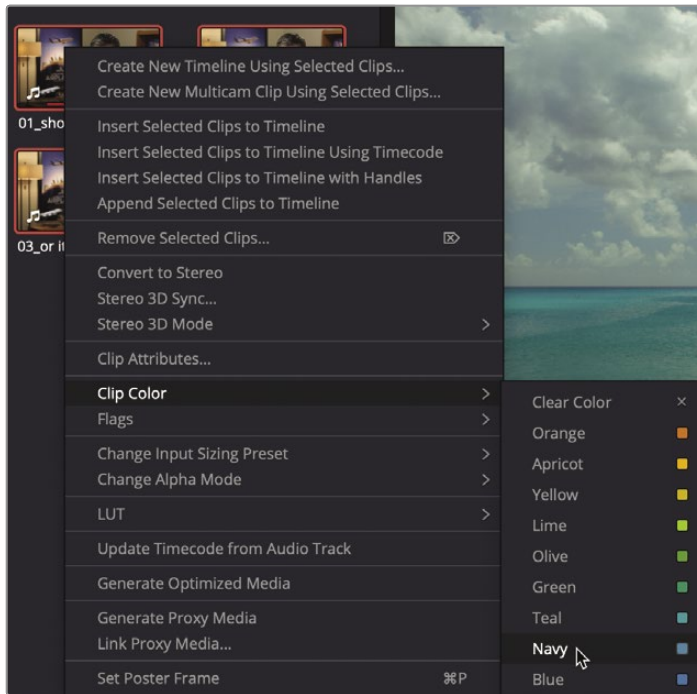 01_sho
03_or it
Create New Timeline Using Selected Clips...
Create New Multicam Clip Using Selected Clips...
Insert Selected Clips to Timeline
Insert Selected Clips to Timeline Using Timecode
Insert Selected Clips to Timeline with Handles
Append Selected Clips to Timeline
Remove Selected Clips...
Convert to Stereo
Stereo 3D Sync...
Stereo 3D Mode
Clip Attributes...
Clip Color
Flags
Change Input Sizing Preset
Change Alpha Mode
LUT
Update Timecode from Audio Track
Generate Optimized Media
Generate Proxy Media
Link Proxy Media...
Set Poster Frame ⌘P
Clear Color ×
Orange
Apricot
Yellow
Lime
Olive
Green
Teal
Navy
Blue